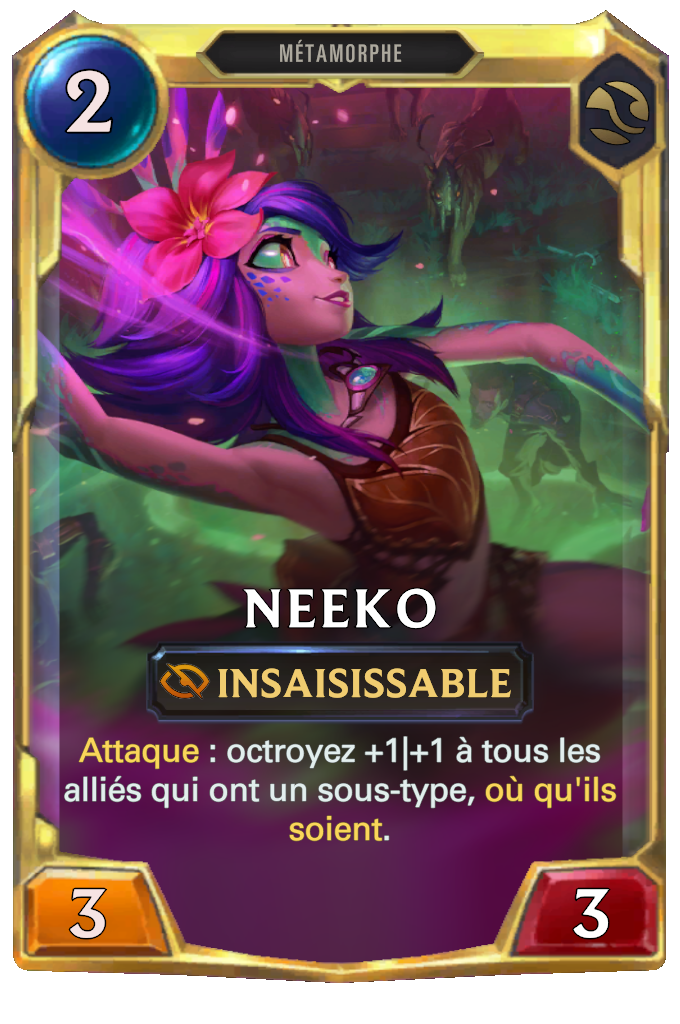 MÉTAMORPHE
2
NEEKO
INSAISISSABLE
Attaque : octroyez +1|+1 à tous les
alliés qui ont un sous-type, où qu'ils
soient.
3
3